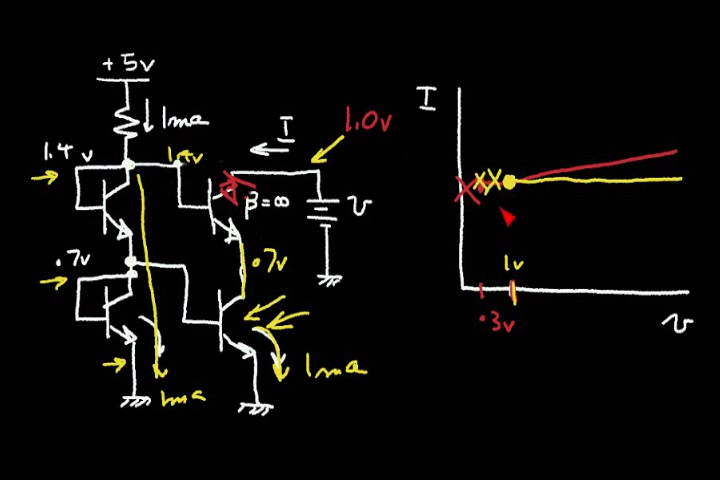 +5v
1ma
I
1.0v
I
1.4v
1.4v
β=∞
v
.7v
.7v
1v
.3v
v
1ma
1ma